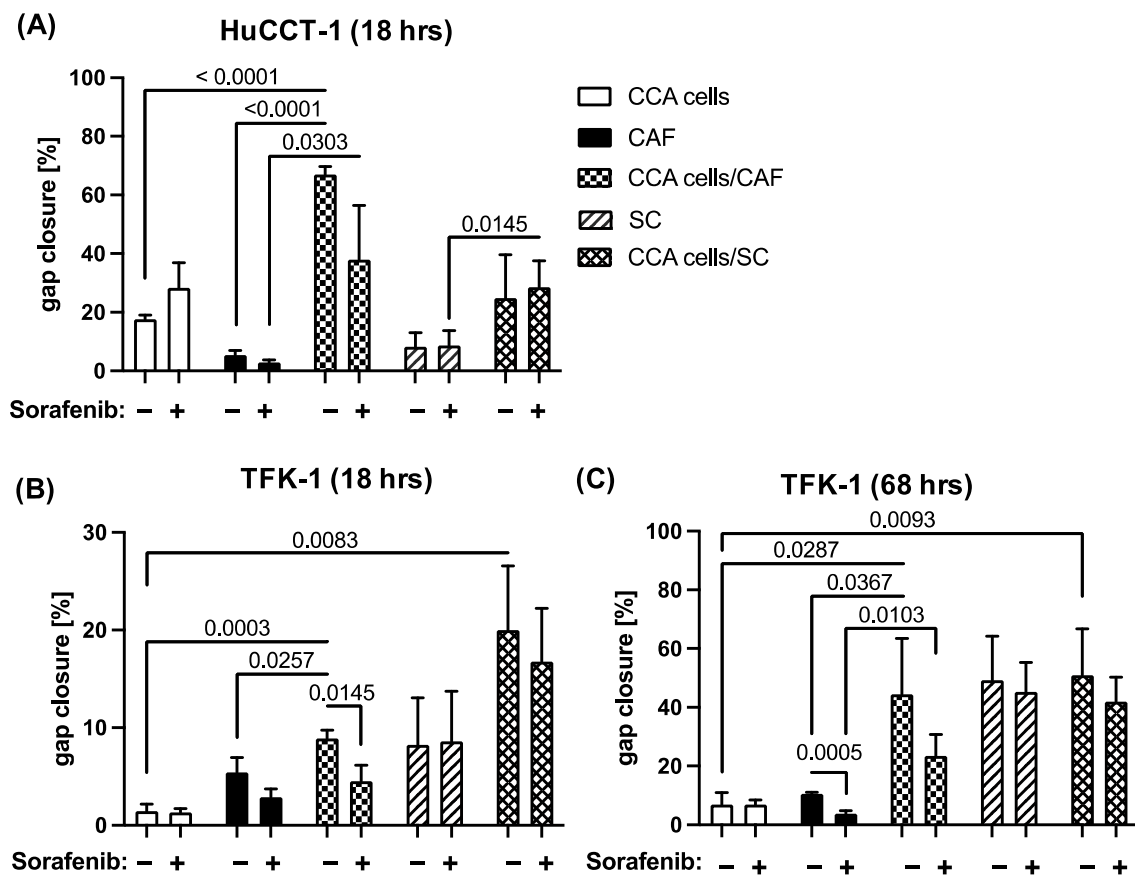 (A)
HuCCT-1 (18 hrs)
gap closure [%]
100
80
60
40
20
0
< 0.0001
<0.0001
0.0303
0.0145
CCA cells
CAF
CCA cells/CAF
SC
CCA cells/SC
Sorafenib: − + − + − + − + − +
(B)
TFK-1 (18 hrs)
gap closure [%]
30
20
10
0
0.0083
0.0003
0.0257
0.0145
Sorafenib: − + − + − + − + − +
(C)
TFK-1 (68 hrs)
gap closure [%]
100
80
60
40
20
0
0.0093
0.0287
0.0367
0.0103
0.0005
Sorafenib: − + − + − + − + − +